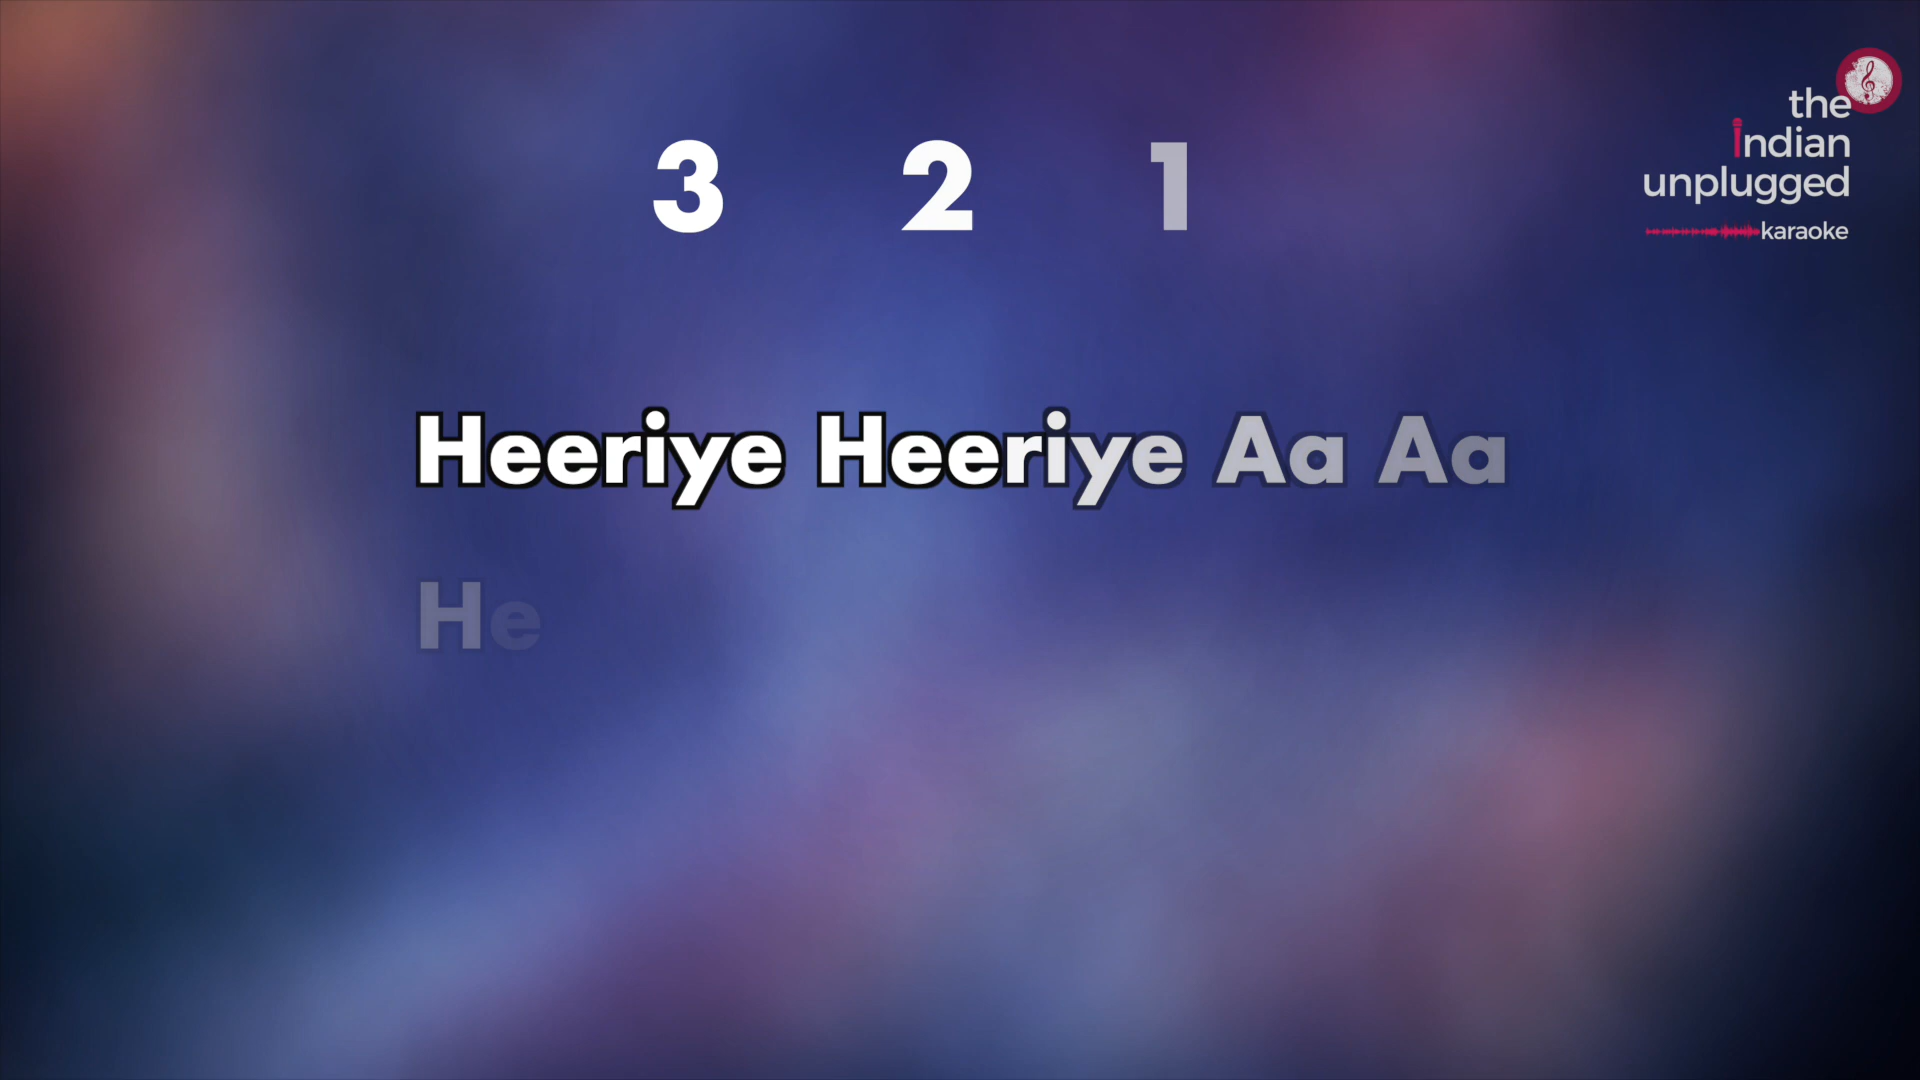 3 2 1
the
indian
unplugged
karaoke
Heeriye Heeriye Aa Aa
He